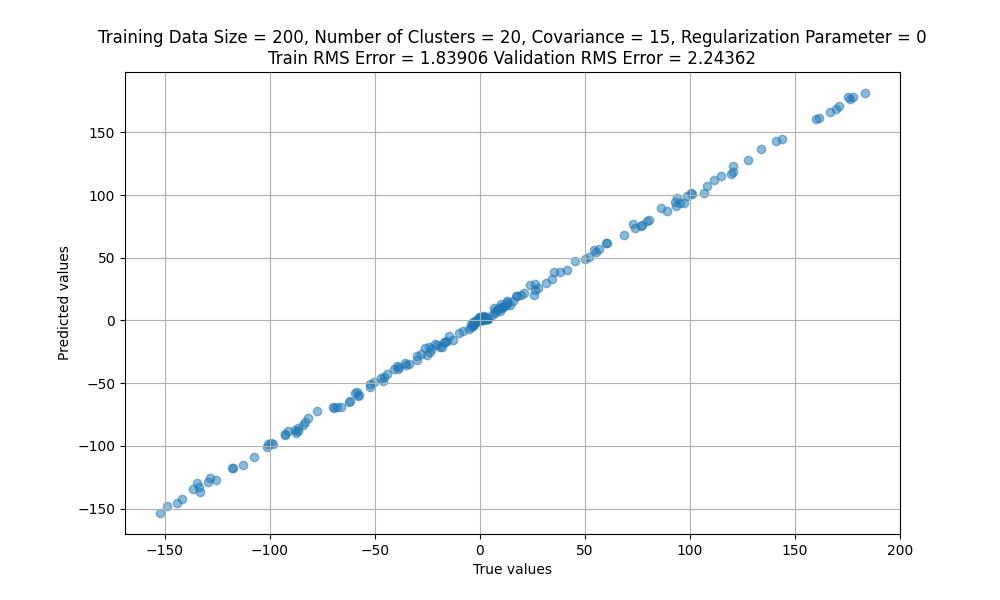 Training Data Size = 200, Number of Clusters = 20, Covariance = 15, Regularization Parameter = 0
Train RMS Error = 1.83906 Validation RMS Error = 2.24362
Predicted values
150
100
50
0
−50
−100
−150
−150 −100 −50 0 50 100 150 200
True values